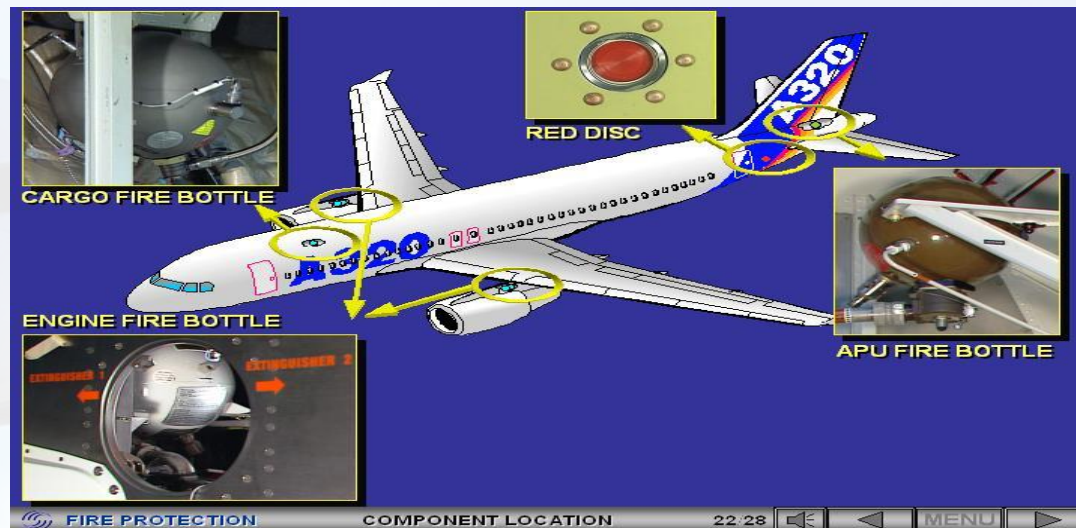 CARGO FIRE BOTTLE
RED DISC
A320
A320
ENGINE FIRE BOTTLE
APU FIRE BOTTLE
EXTINGUISHER 1
EXTINGUISHER 2
FIRE PROTECTION COMPONENT LOCATION 22/28 MENU